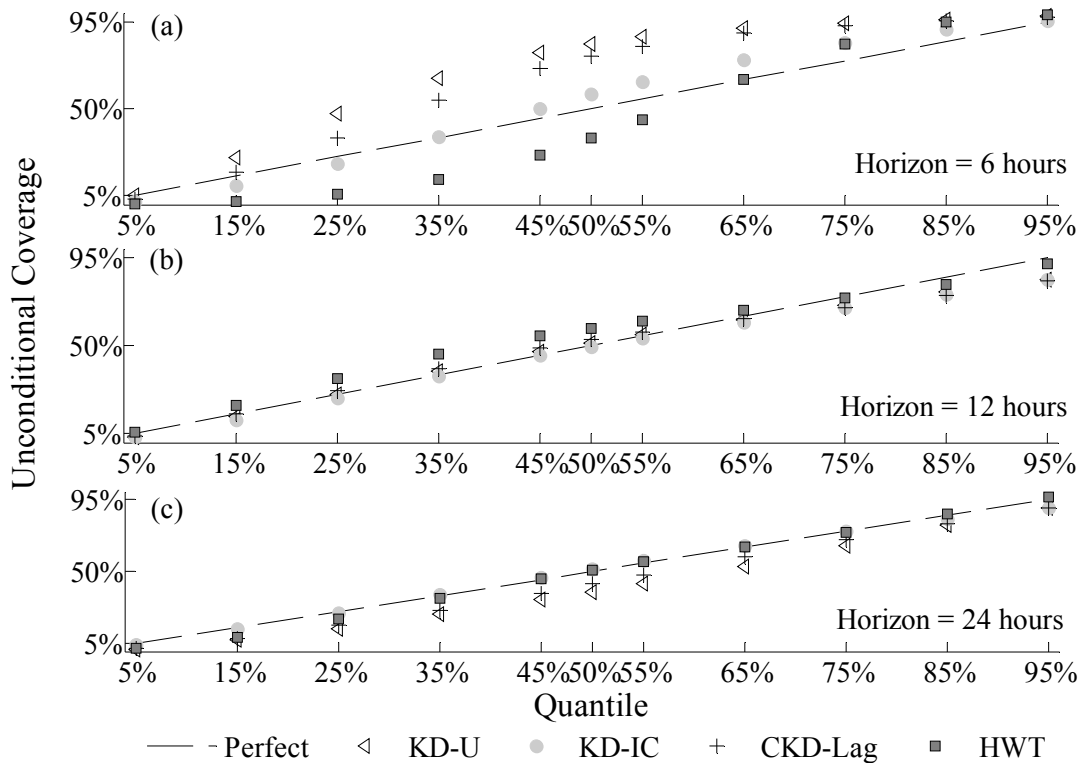 Unconditional Coverage
(a)
95%
50%
5%
Horizon = 6 hours
5% 15% 25% 35% 45% 50% 55% 65% 75% 85% 95%
(b)
95%
50%
5%
Horizon = 12 hours
5% 15% 25% 35% 45% 50% 55% 65% 75% 85% 95%
(c)
95%
50%
5%
Horizon = 24 hours
5% 15% 25% 35% 45% 50% 55% 65% 75% 85% 95%
Quantile
Perfect KD-U KD-IC CKD-Lag HWT